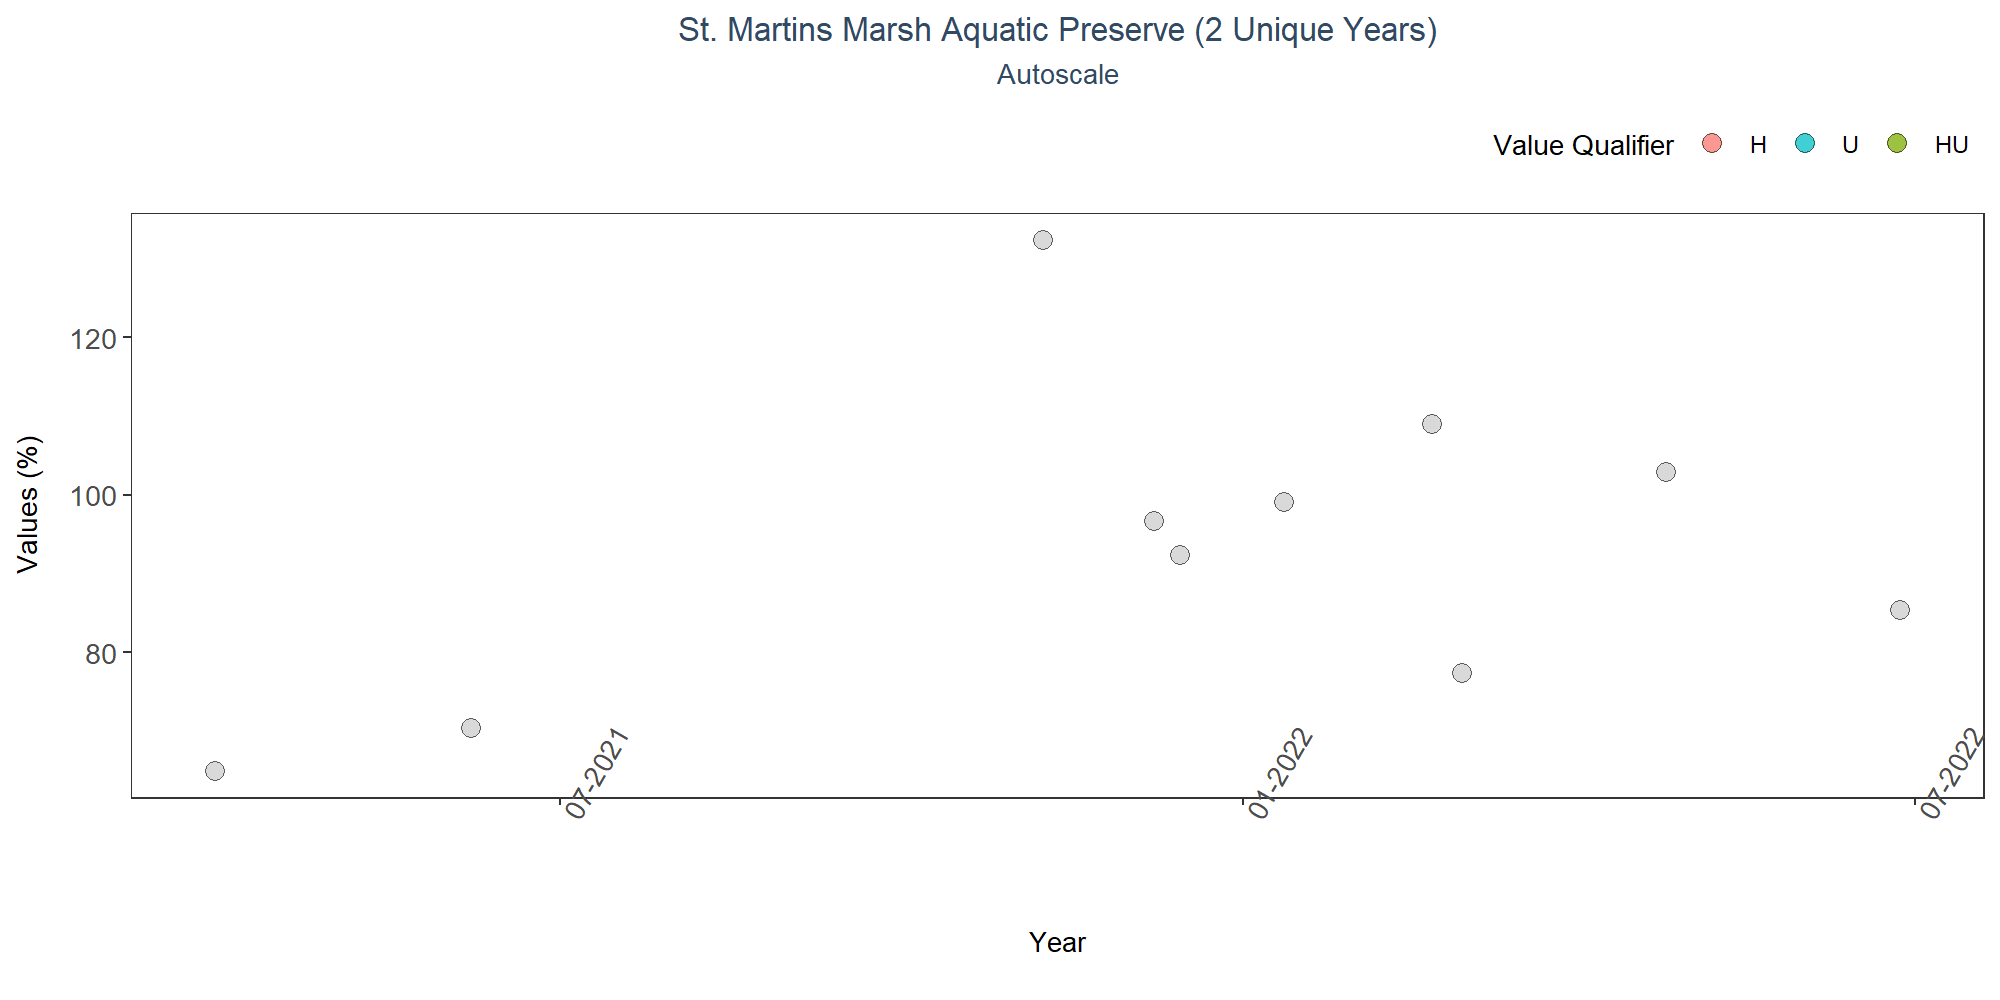 St. Martins Marsh Aquatic Preserve (2 Unique Years)
Autoscale
Value Qualifier H U HU
120
100
80
Values (%)
07-2021
01-2022
07-2022
Year